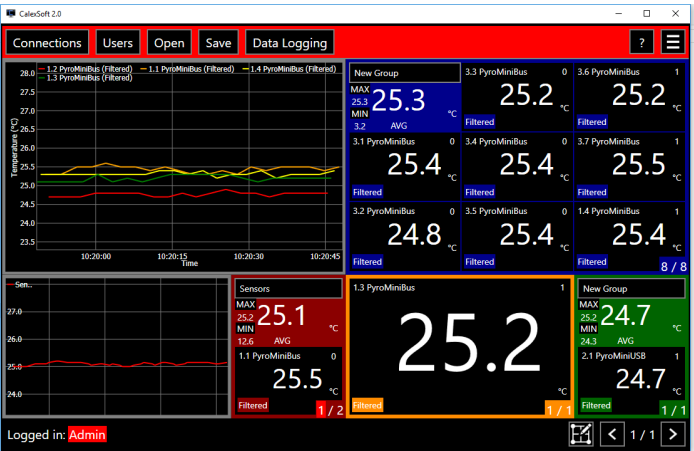 CalexSoft 2.0
Connections Users Open Save Data Logging ?
1.2 PyroMiniBus (Filtered) 1.1 PyroMiniBus (Filtered) 1.4 PyroMiniBus (Filtered)
1.3 PyroMiniBus (Filtered)
28.0
27.5
27.0
26.5
26.0
25.5
25.0
24.5
24.0
23.5
Temperature (°C)
10:20:00 10:20:15 10:20:30 10:20:45
Time
New Group
MAX
25.3
MIN
3.2
25.3
°C
AVG
3.3 PyroMiniBus 0
25.2
°C
Filtered
3.6 PyroMiniBus 1
25.2
°C
Filtered
3.1 PyroMiniBus 0
25.4
°C
Filtered
3.4 PyroMiniBus 0
25.4
°C
Filtered
3.7 PyroMiniBus 1
25.5
°C
Filtered
3.2 PyroMiniBus 0
24.8
°C
Filtered
3.5 PyroMiniBus 0
25.4
°C
Filtered
1.4 PyroMiniBus 1
25.4
°C
Filtered
8 / 8
Sen..
27.0
26.0
25.0
24.0
Sensors
MAX
25.2
MIN
12.6
25.1
°C
AVG
1.1 PyroMiniBus 0
25.5
°C
Filtered
1 / 2
1.3 PyroMiniBus 1
25.2
°C
Filtered
1 / 1
New Group
MAX
25.2
MIN
24.3
24.7
°C
AVG
2.1 PyroMiniUSB 1
24.7
°C
Filtered
1 / 1
Logged in: Admin
< 1 / 1 >